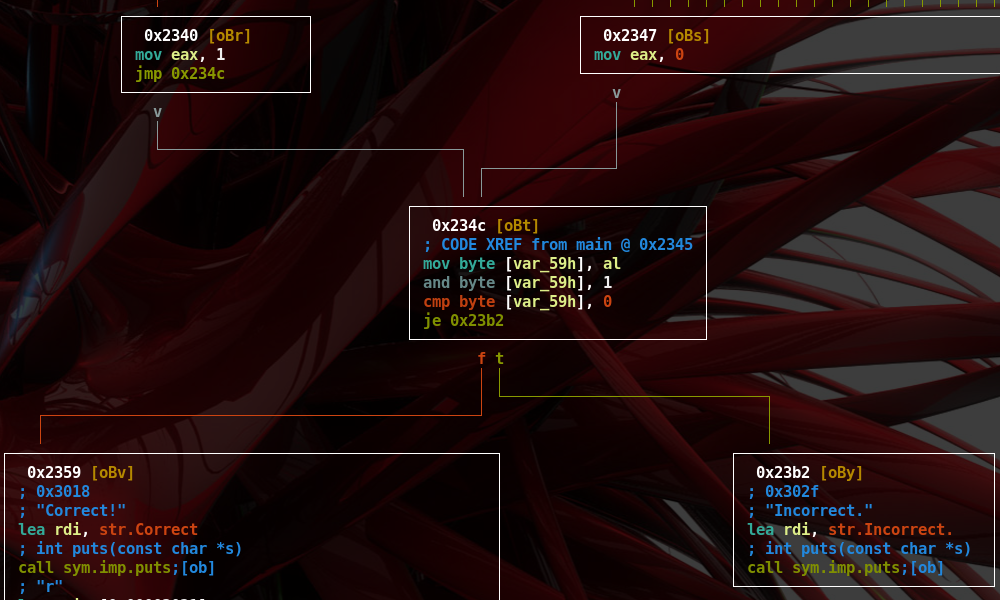 0x2340 [oBr]
mov eax, 1
jmp 0x234c
0x2347 [oBs]
mov eax, 0
v
v
0x234c [oBt]
; CODE XREF from main @ 0x2345
mov byte [var_59h], al
and byte [var_59h], 1
cmp byte [var_59h], 0
je 0x23b2
f t
0x2359 [oBv]
; 0x3018
; "Correct!"
lea rdi, str.Correct
; int puts(const char *s)
call sym.imp.puts;[ob]
; "r"
0x23b2 [oBy]
; 0x302f
; "Incorrect."
lea rdi, str.Incorrect.
; int puts(const char *s)
call sym.imp.puts;[ob]